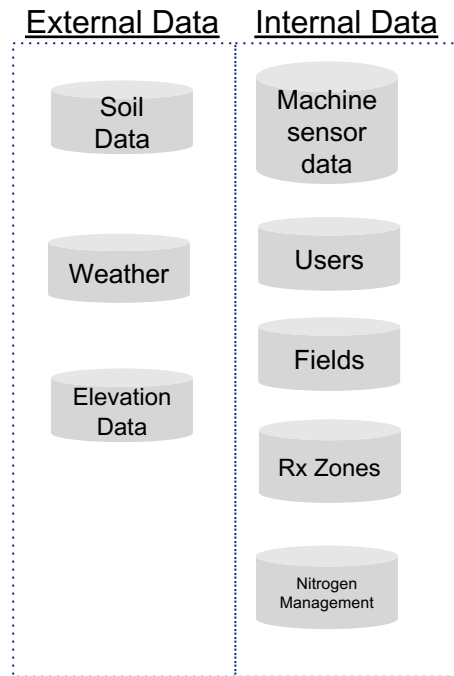 External Data
Soil
Data
Weather
Elevation
Data
Internal Data
Machine
sensor
data
Users
Fields
Rx Zones
Nitrogen
Management